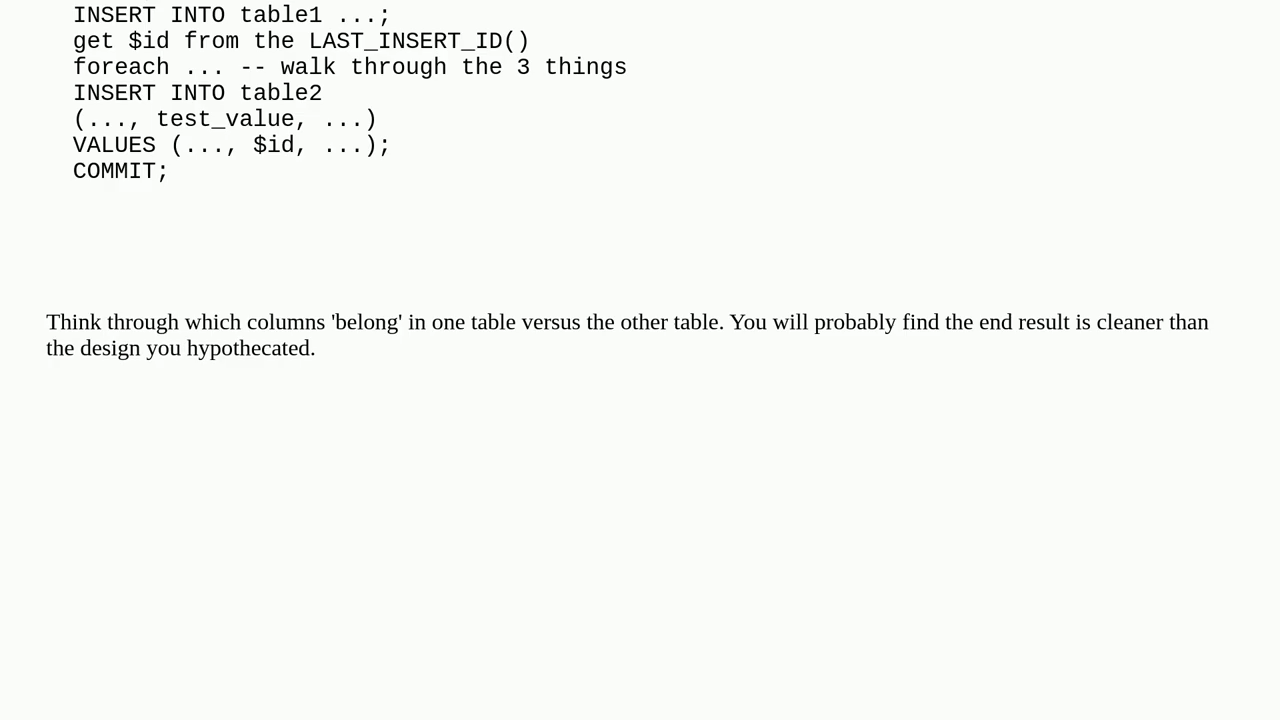 INSERT INTO table1 ...;
get $id from the LAST_INSERT_ID()
foreach ... -- walk through the 3 things
INSERT INTO table2
(..., test_value, ...)
VALUES (..., $id, ...);
COMMIT;
Think through which columns 'belong' in one table versus the other table. You will probably find the end result is cleaner than
the design you hypothecated.